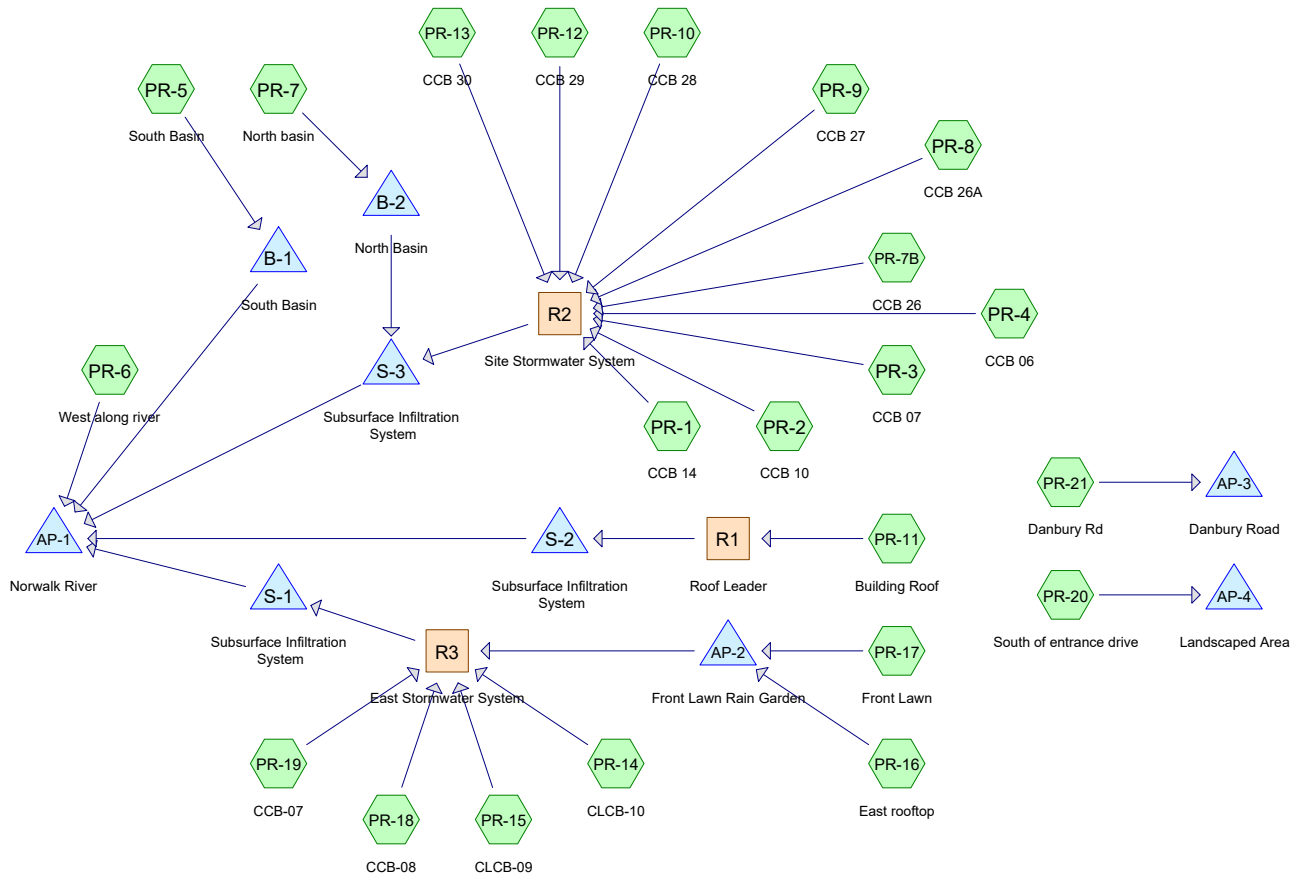 PR-13
CCB 30
PR-12
CCB 29
PR-10
CCB 28
PR-5
South Basin
PR-7
North basin
PR-9
CCB 27
PR-8
CCB 26A
B-2
North Basin
B-1
South Basin
PR-7B
CCB 26
R2
Site Stormwater System
PR-4
CCB 06
PR-6
West along river
S-3
Subsurface Infiltration
System
PR-3
CCB 07
PR-1
CCB 14
PR-2
CCB 10
PR-21
Danbury Rd
AP-3
Danbury Road
AP-1
Norwalk River
S-2
Subsurface Infiltration
System
R1
Roof Leader
PR-11
Building Roof
S-1
Subsurface Infiltration
System
PR-20
South of entrance drive
AP-4
Landscaped Area
R3
East Stormwater System
AP-2
Front Lawn Rain Garden
PR-17
Front Lawn
PR-19
CCB-07
PR-18
CCB-08
PR-15
CLCB-09
PR-14
CLCB-10
PR-16
East rooftop